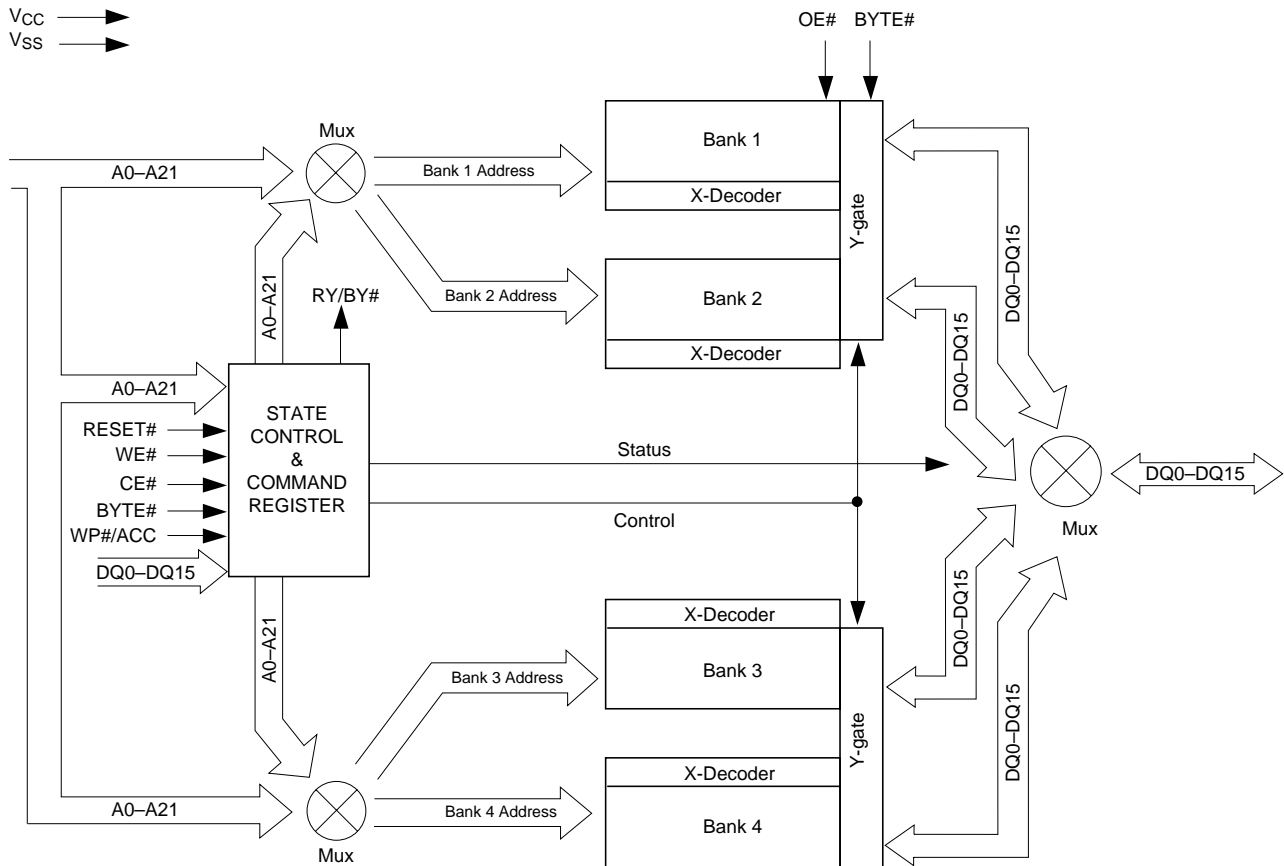 VCC
VSS
OE# BYTE#
Mux
A0–A21
Bank 1 Address
Bank 1
X-Decoder
Y-gate
DQ0–DQ15
A0–A21
RY/BY#
Bank 2 Address
Bank 2
X-Decoder
DQ0–DQ15
A0–A21
RESET#
WE#
CE#
BYTE#
WP#/ACC
DQ0–DQ15
STATE
CONTROL
&
COMMAND
REGISTER
Status
Control
DQ0–DQ15
Mux
A0–A21
X-Decoder
Bank 3 Address
Bank 3
Y-gate
DQ0–DQ15
DQ0–DQ15
X-Decoder
A0–A21
Bank 4 Address
Bank 4
Mux